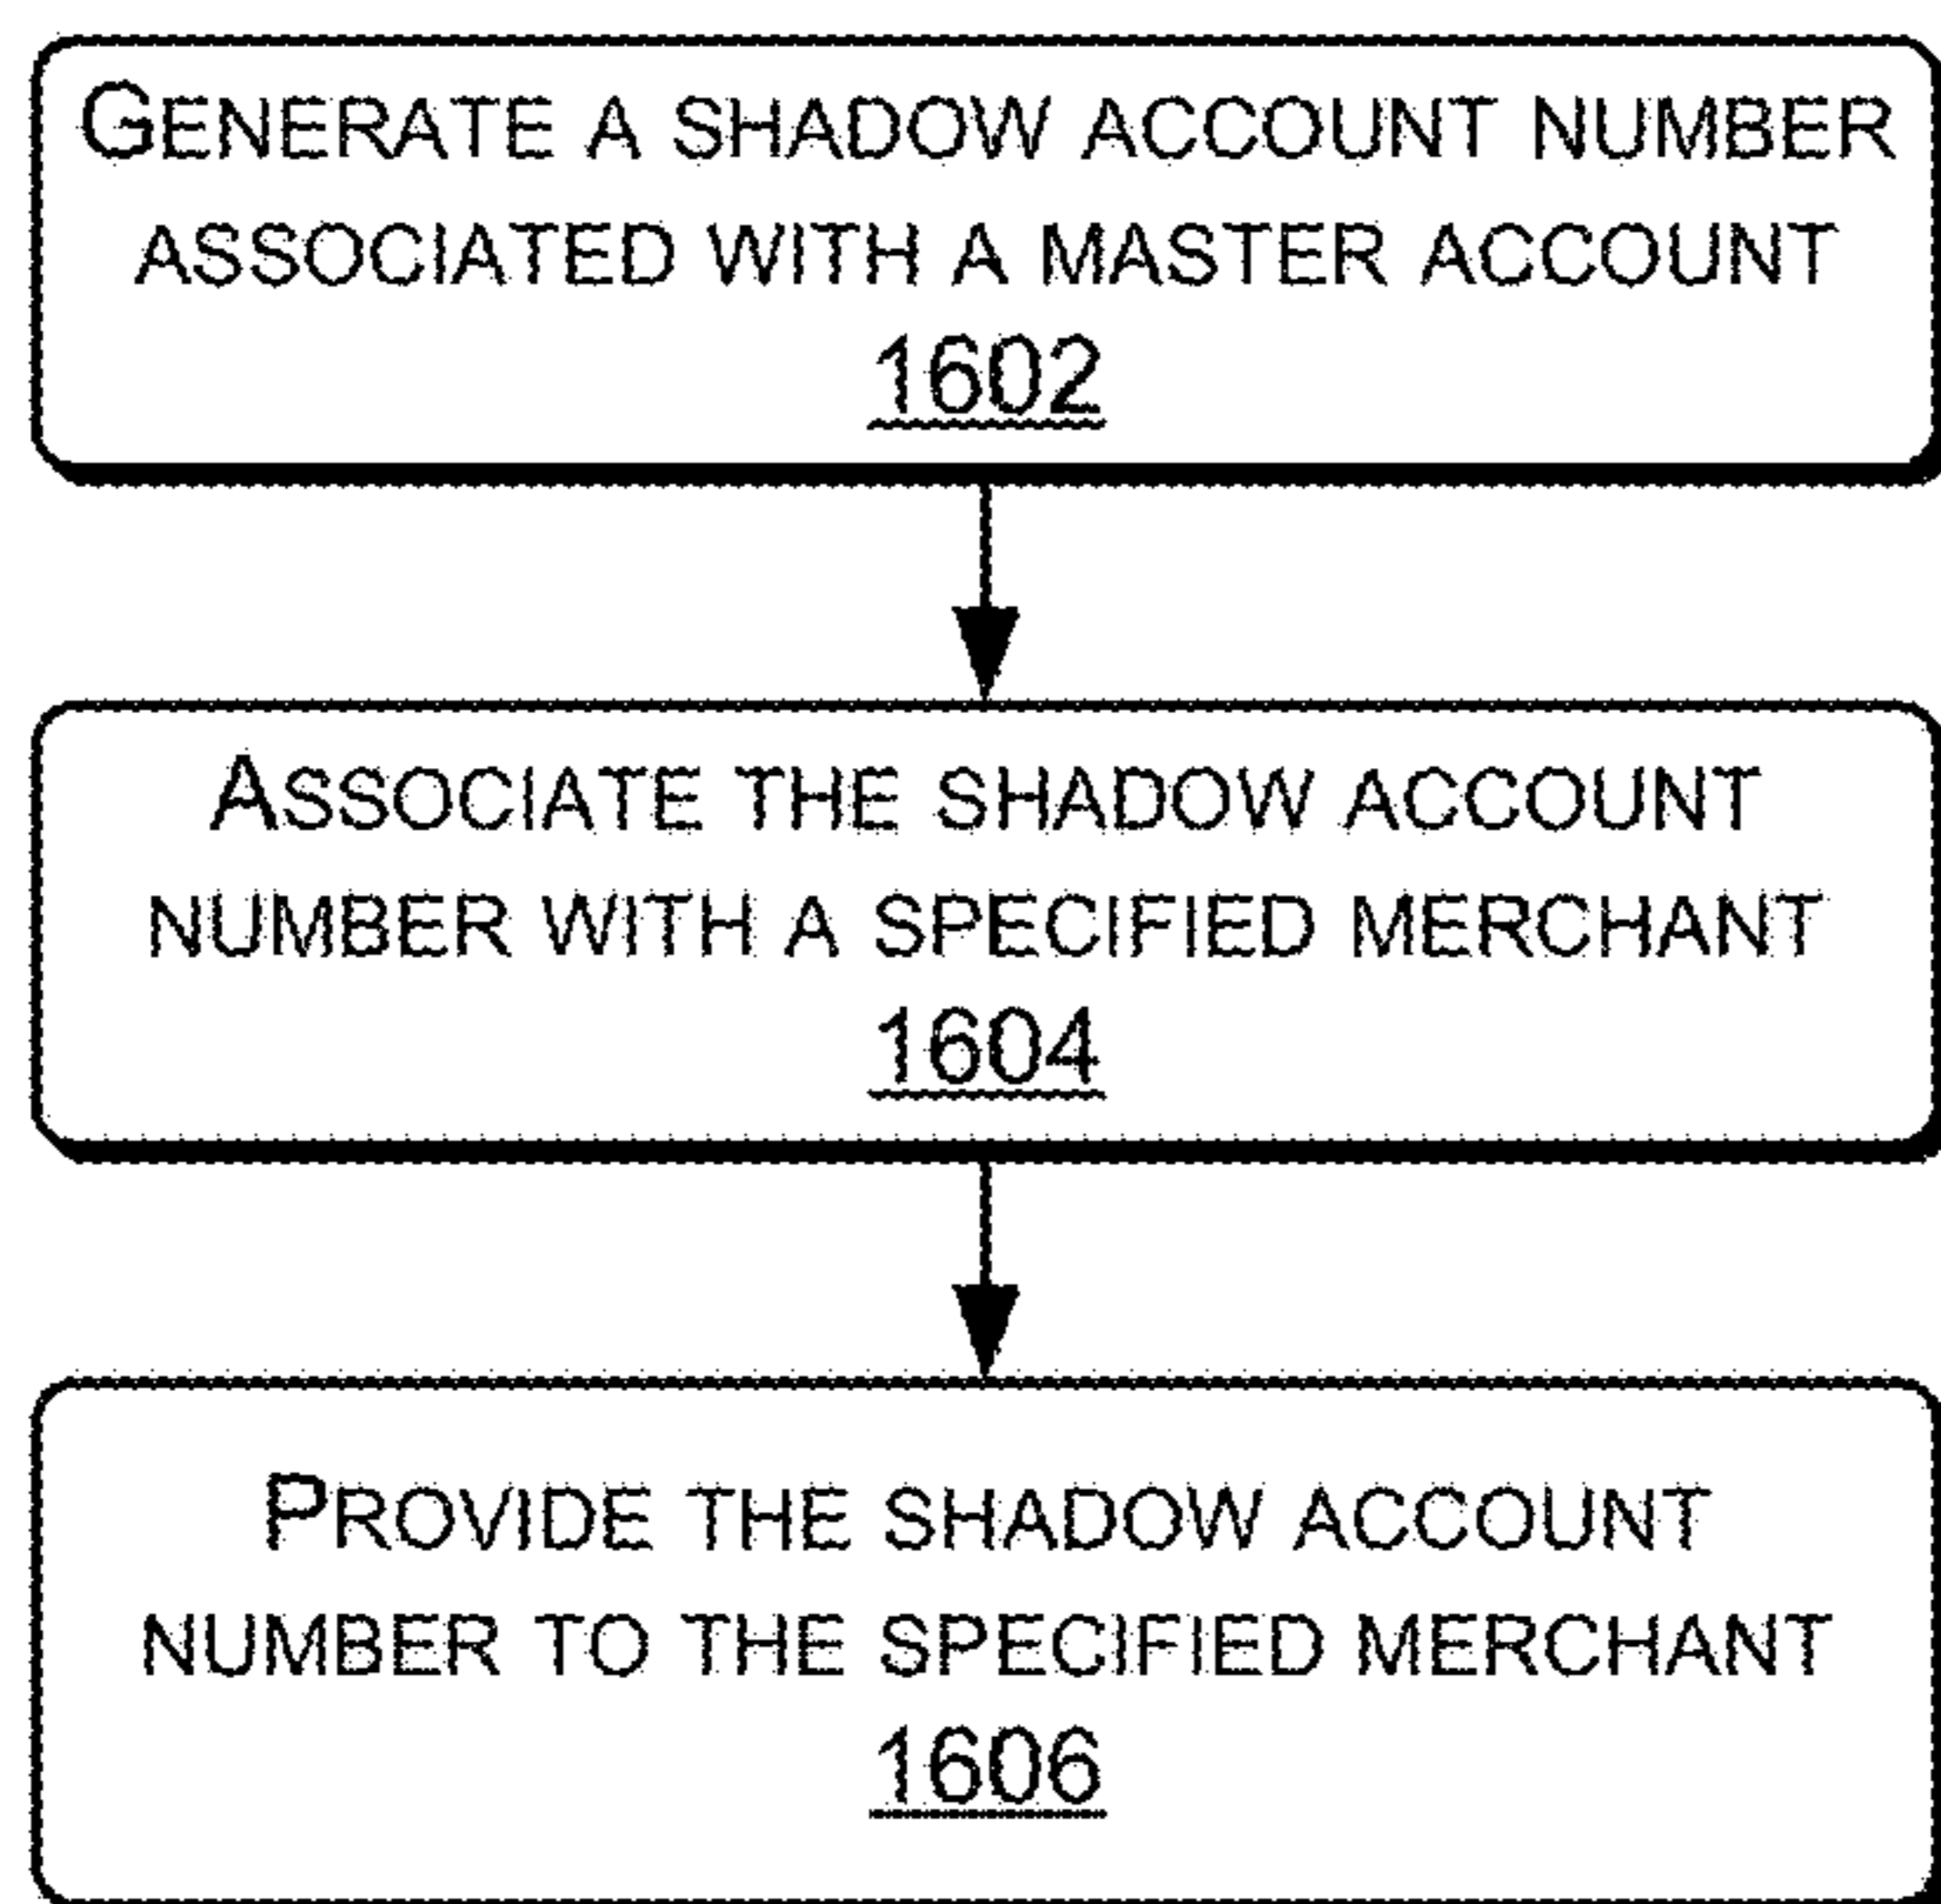 GENERATE A SHADOW ACCOUNT NUMBER
ASSOCIATED WITH A MASTER ACCOUNT
1602
ASSOCIATE THE SHADOW ACCOUNT
NUMBER WITH A SPECIFIED MERCHANT
1604
PROVIDE THE SHADOW ACCOUNT
NUMBER TO THE SPECIFIED MERCHANT
1606